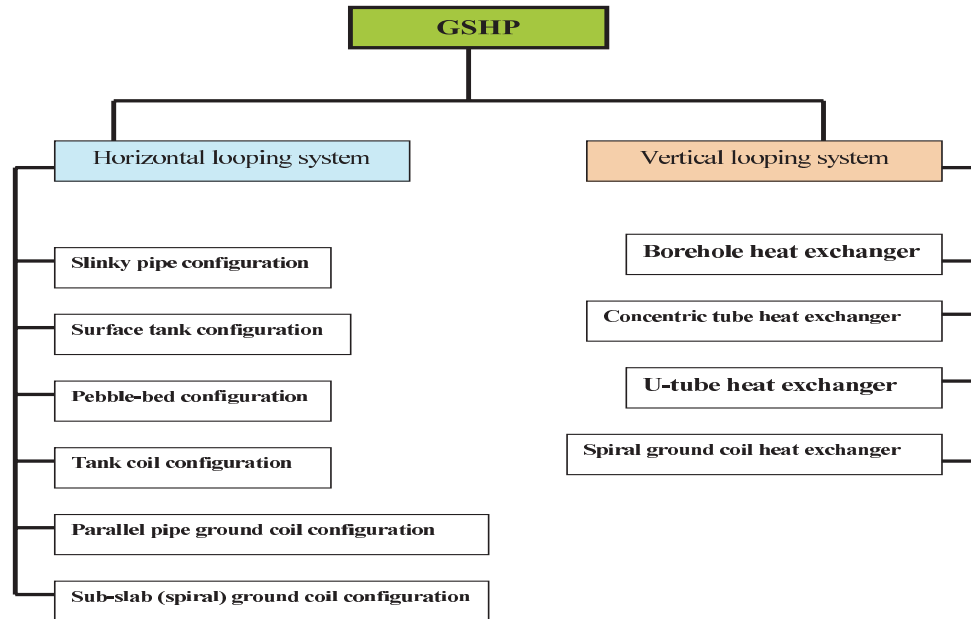 GSHP
Horizontal looping system
Vertical looping system
Slinky pipe configuration
Surface tank configuration
Pebble-bed configuration
Tank coil configuration
Parallel pipe ground coil configuration
Sub-slab (spiral) ground coil configuration
Borehole heat exchanger
Concentric tube heat exchanger
U-tube heat exchanger
Spiral ground coil heat exchanger